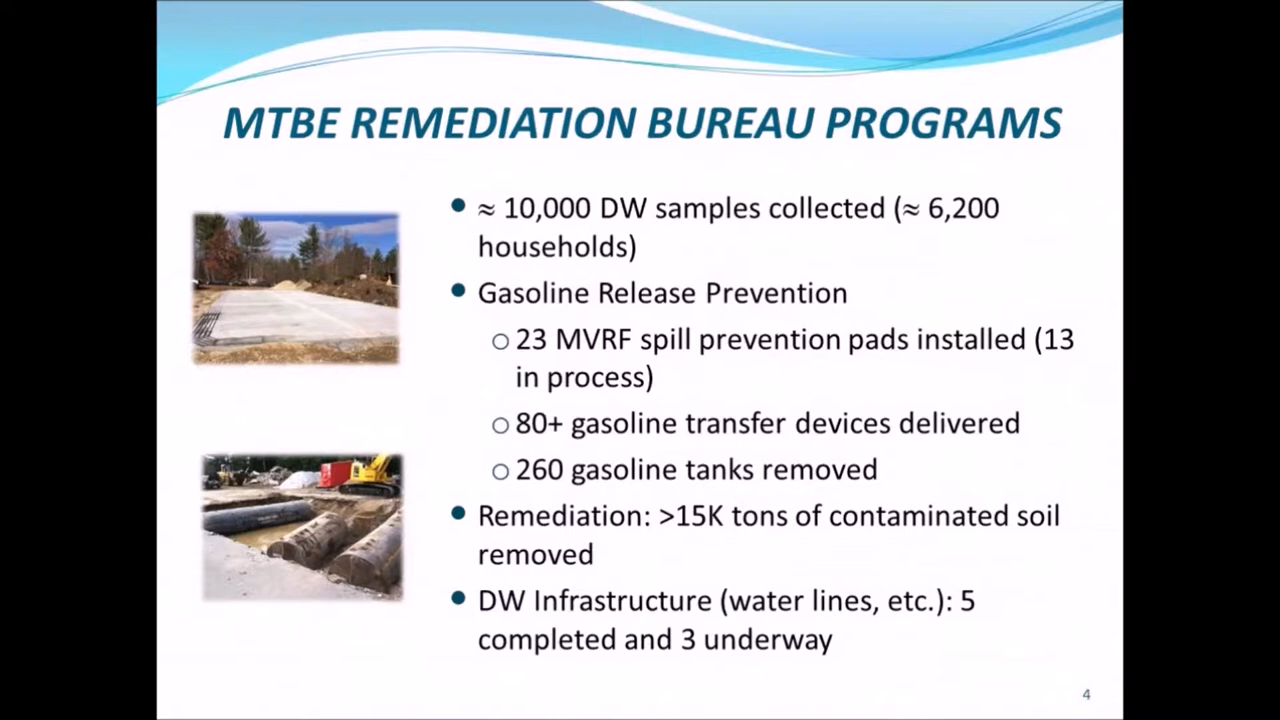 MTBE REMEDIATION BUREAU PROGRAMS
• ≈ 10,000 DW samples collected (≈ 6,200
households)
• Gasoline Release Prevention
o 23 MVRF spill prevention pads installed (13
in process)
o 80+ gasoline transfer devices delivered
o 260 gasoline tanks removed
• Remediation: >15K tons of contaminated soil
removed
• DW Infrastructure (water lines, etc.): 5
completed and 3 underway
4